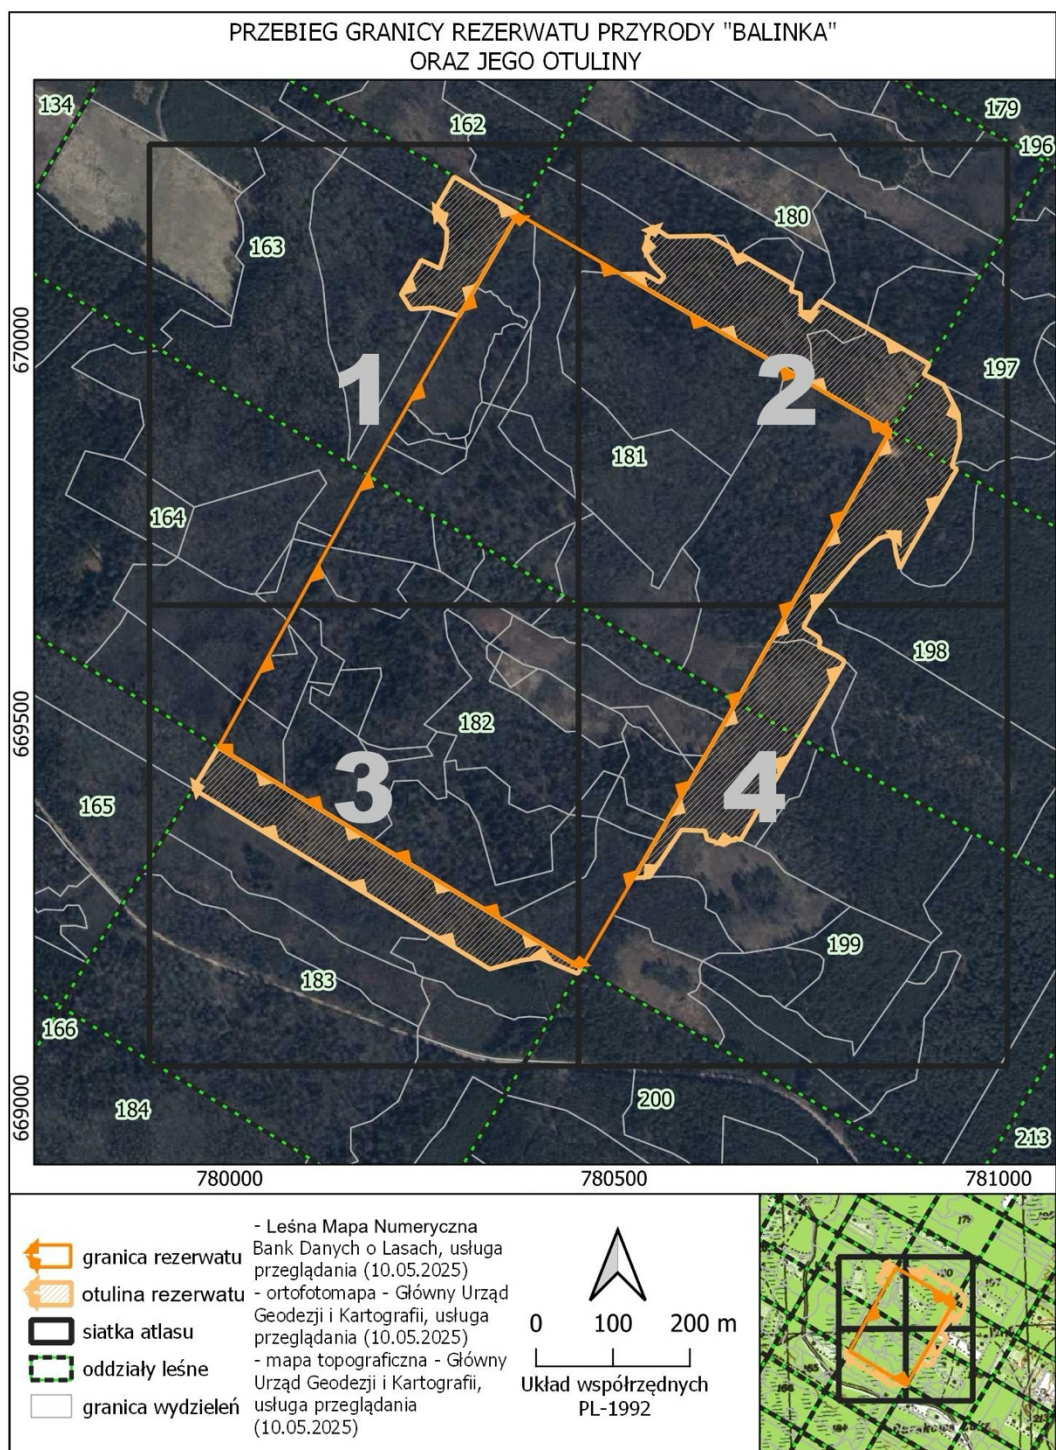 PRZEBIEG GRANICY REZERWATU PRZYRODY "BALINKA"
ORAZ JEGO OTULINY
134
162
179
196
163
180
670000
1
2
197
181
164
198
669500
182
3
4
165
199
183
166
669000
184
200
213
780000
780500
781000
granica rezerwatu
otulina rezerwatu
siatka atlasu
oddziały leśne
granica wydzieleń
- Leśna Mapa Numeryczna
Bank Danych o Lasach, usługa
przeglądania (10.05.2025)
- ortofotomapa - Główny Urząd
Geodezji i Kartografii, usługa
przeglądania (10.05.2025)
- mapa topograficzna - Główny
Urząd Geodezji i Kartografii,
usługa przeglądania
(10.05.2025)
0 100 200 m
Układ współrzędnych
PL-1992